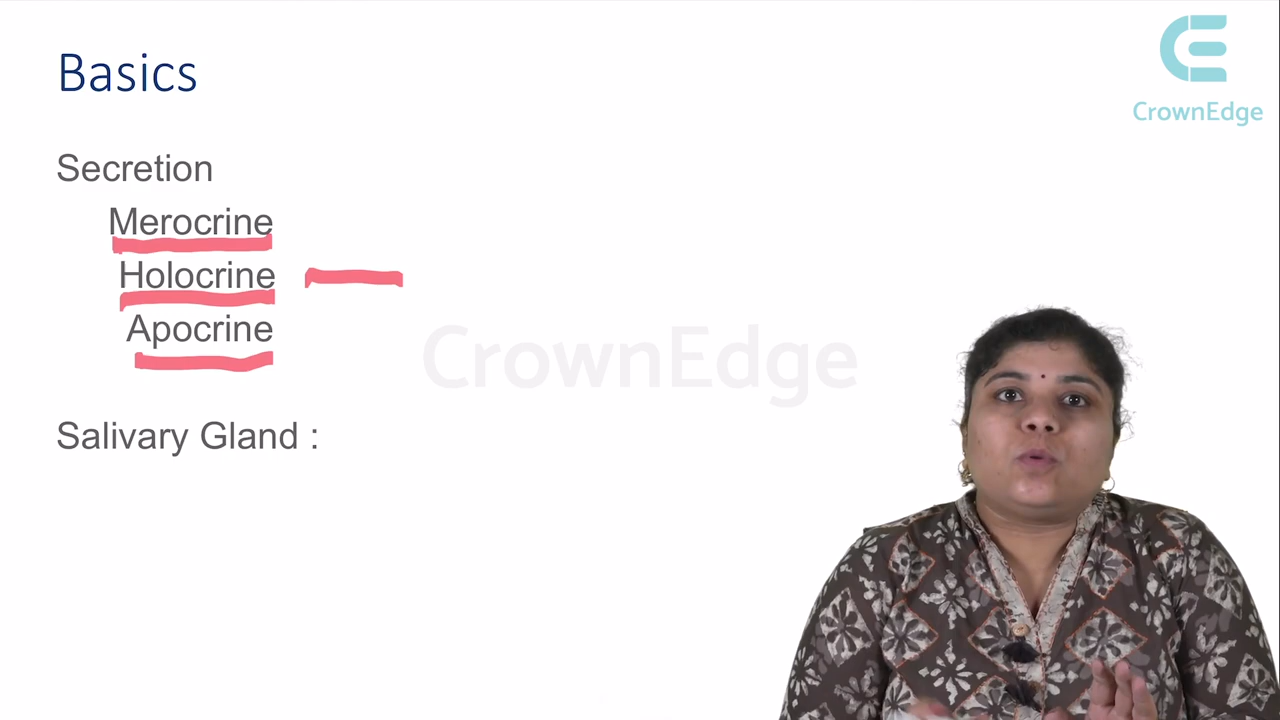 Basics
CrownEdge
Secretion
Merocrine
Holocrine
Apocrine
CrownEdge
Salivary Gland :